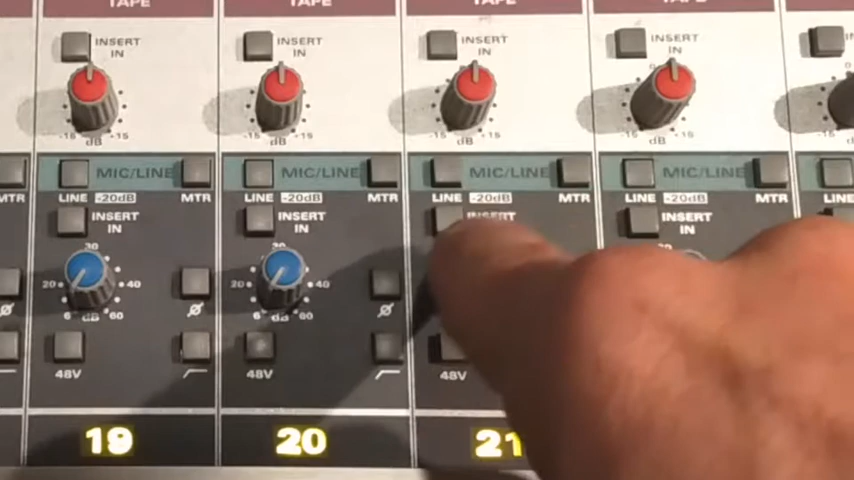 TAPE TAPE TAPE TAPE
INSERT IN INSERT IN INSERT IN INSERT IN
-15 +15 -15 +15 -15 +15 -15 +15
dB dB dB dB
MIC/LINE MIC/LINE MIC/LINE MIC/LINE
MTR LINE -20dB MTR LINE -20dB MTR LINE -20dB MTR LINE -20dB MTR LINE
INSERT IN INSERT IN INSERT INSERT IN
30 30
20 40 20 40
6 dB 60 6 dB 60
Ø Ø Ø
48V 48V 48V
19 20 21